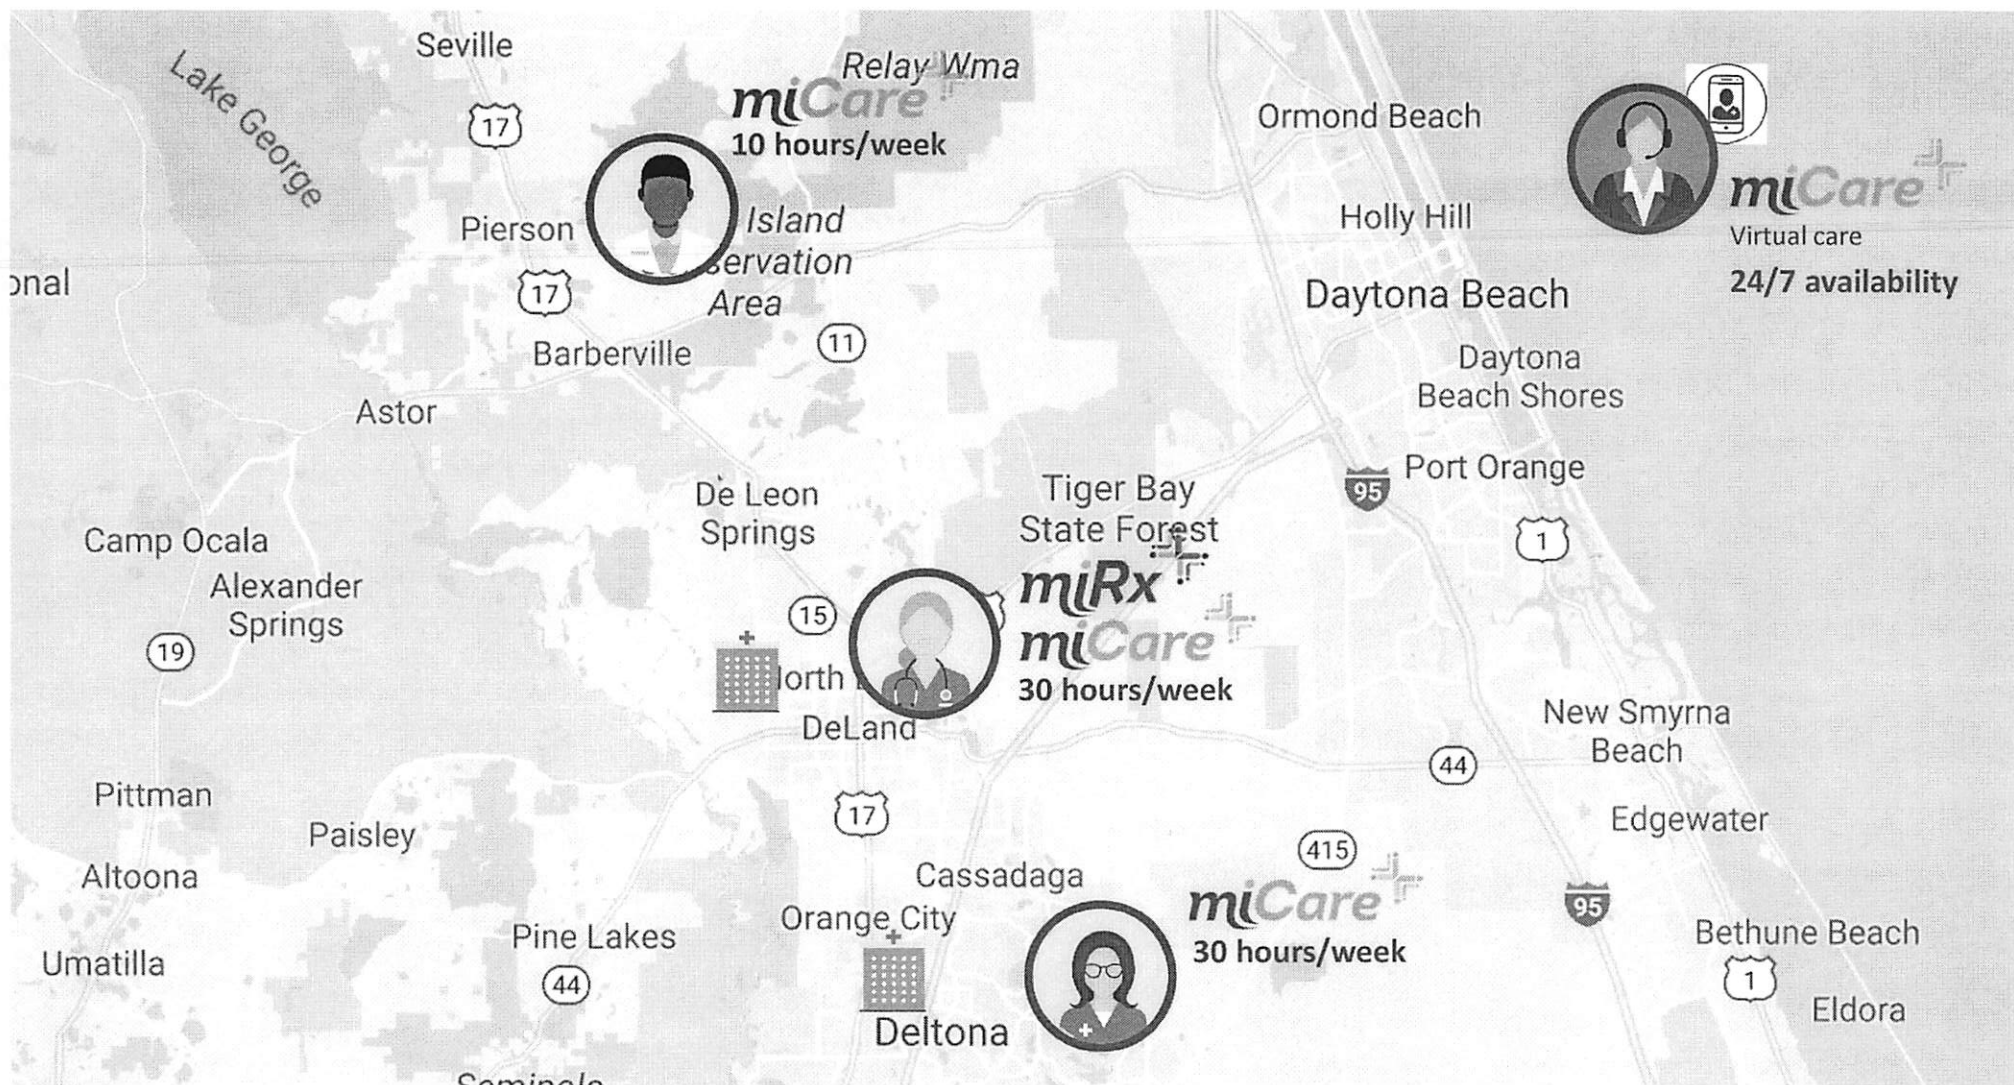 Seville
Relay Wma
Lake George
17
miCare
10 hours/week
Ormond Beach
miCare
Virtual care
24/7 availability
Pierson
Island
servation
Area
Holly Hill
onal
17
Daytona Beach
Barberville
11
Daytona
Beach Shores
Astor
Port Orange
95
De Leon
Springs
Tiger Bay
State Forest
1
Camp Ocala
Alexander
Springs
19
15
miRx
miCare
30 hours/week
orth
DeLand
New Smyrna
Beach
44
Pittman
Paisley
17
Edgewater
415
Altoona
Cassadaga
miCare
30 hours/week
95
Orange City
Pine Lakes
44
Umatilla
Bethune Beach
1
Eldora
Deltona
Seminole